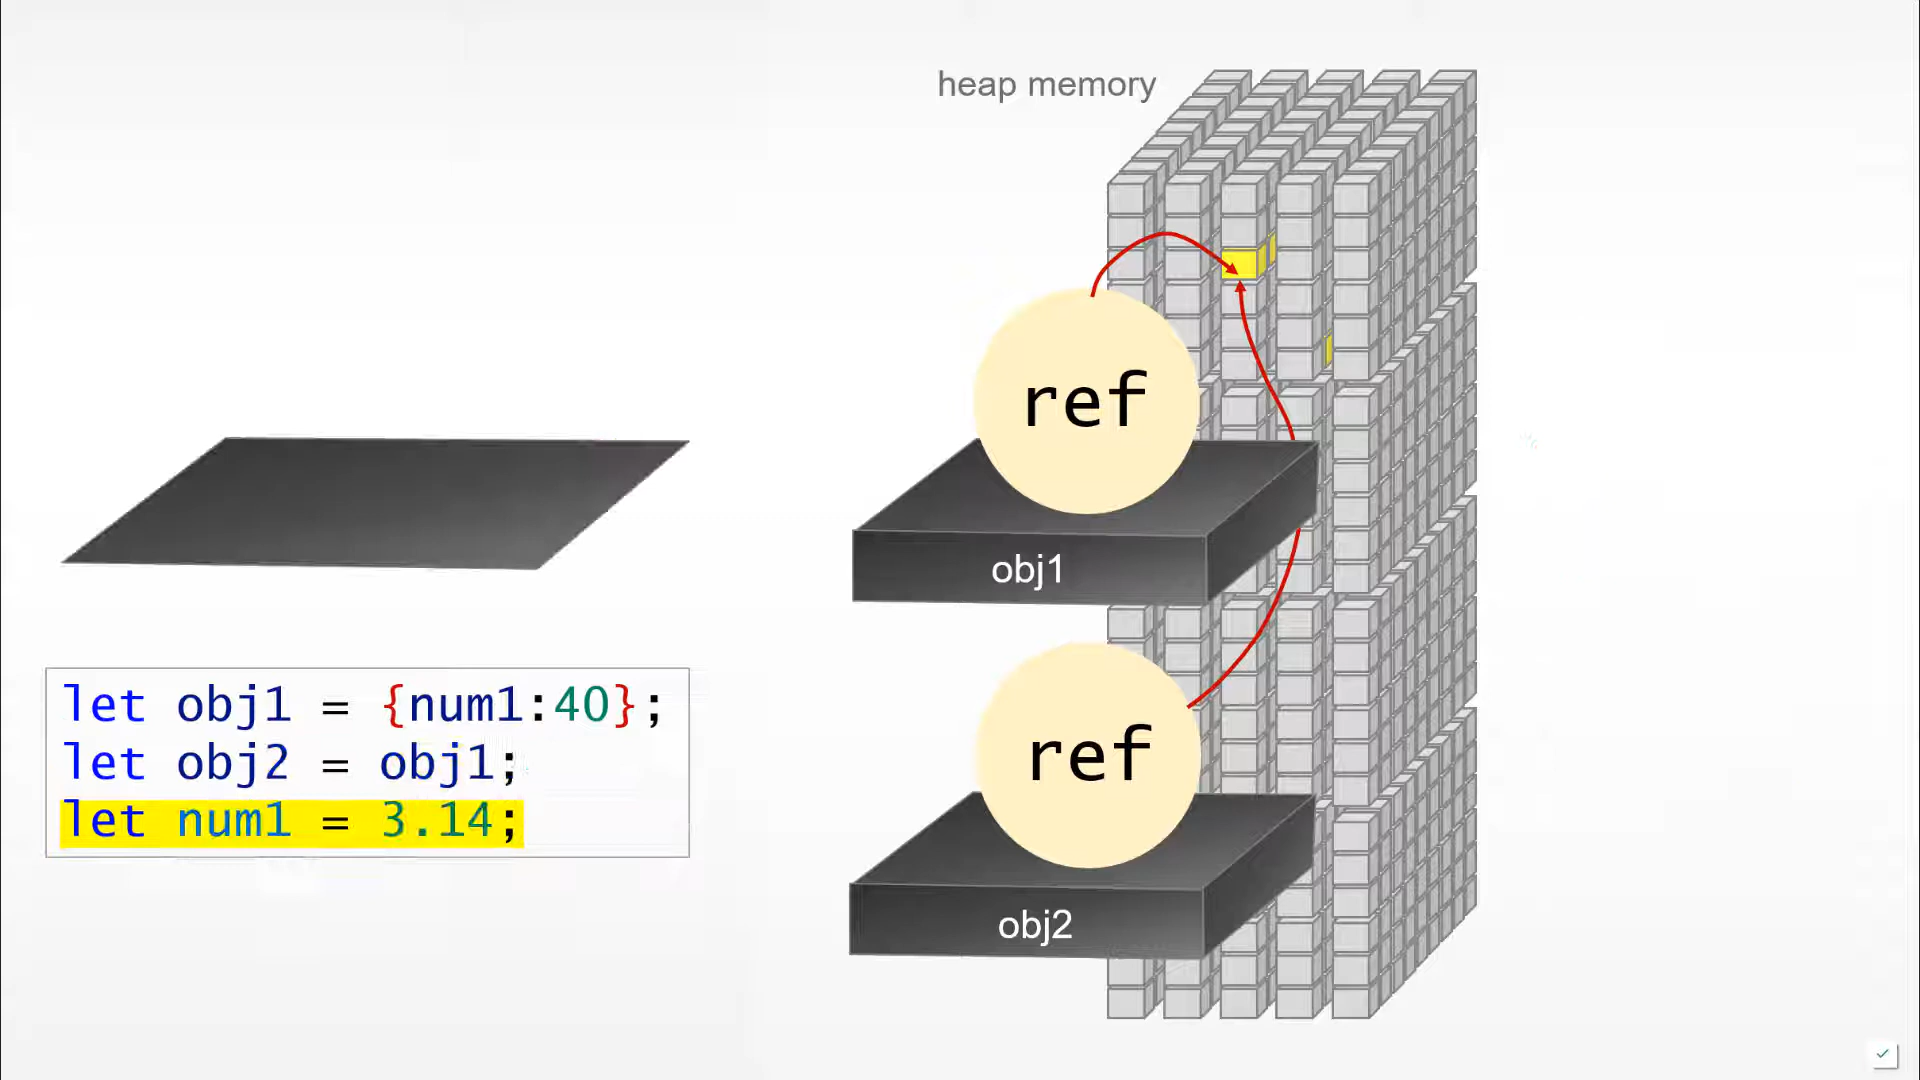 heap memory
ref
obj1
let obj1 = {num1:40};
let obj2 = obj1;
let num1 = 3.14;
ref
obj2